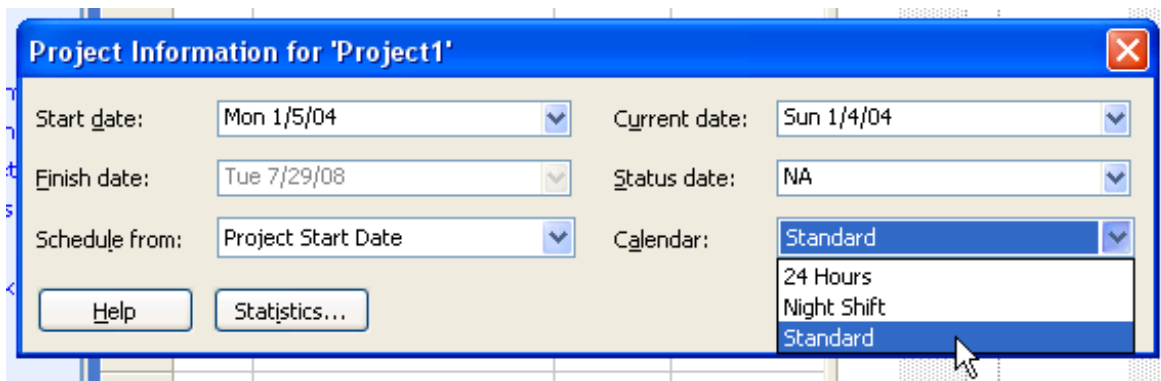 Project Information for 'Project1'
Start date: Mon 1/5/04 Current date: Sun 1/4/04
Finish date: Tue 7/29/08 Status date: NA
Schedule from: Project Start Date Calendar: Standard
24 Hours
Night Shift
Standard
Help Statistics...